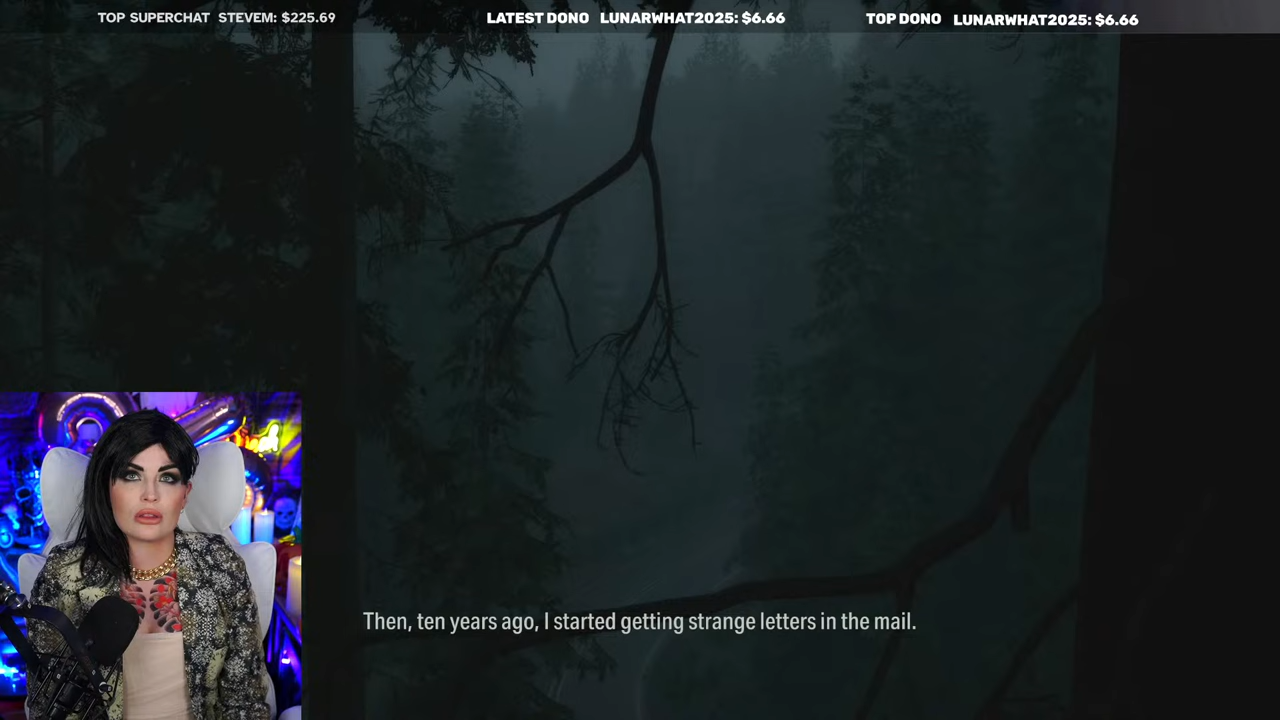 TOP SUPERCHAT STEVEM: $225.69
LATEST DONO LUNARWHAT2025: $6.66
TOP DONO LUNARWHAT2025: $6.66
Then, ten years ago, I started getting strange letters in the mail.